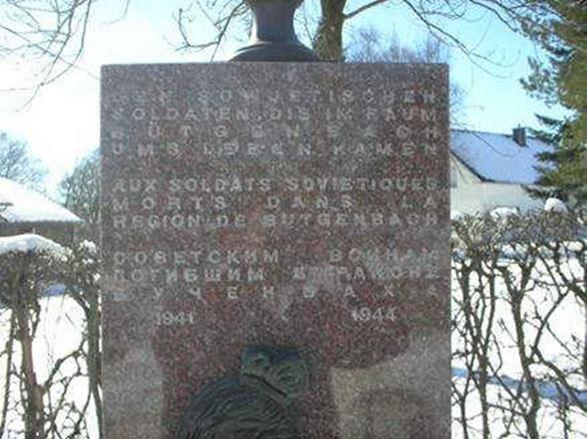 DEN SOWJETISCHEN
SOLDATEN, DIE IM RAUM
BÜTGENBACH
UMS LEBEN KAMEN
AUX SOLDATS SOVIETIQUES
MORTS DANS LA
REGION DE BUTGENBACH
СОВЕТСКИМ ВОИНАМ
ПОГИБШИМ В РАЙОНЕ
1941 1944